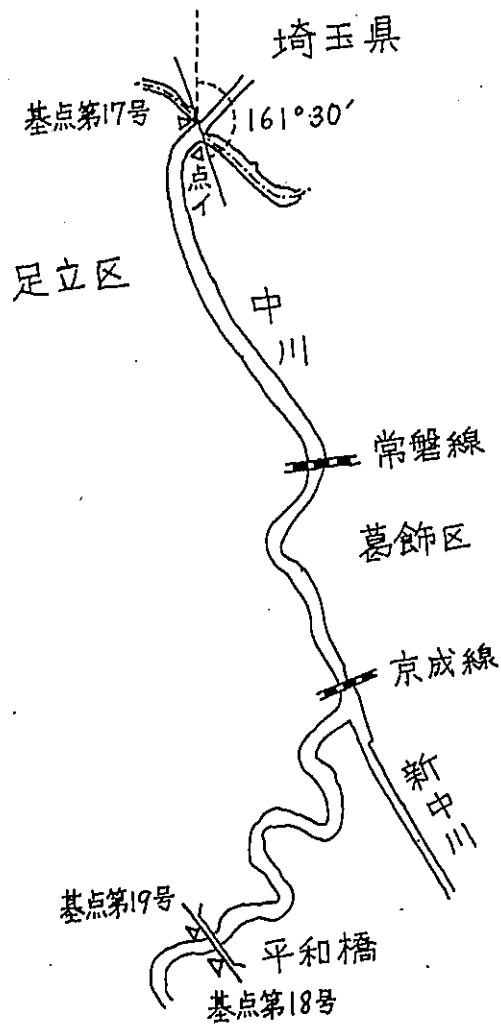 埼玉県
基点第17号
161°30′
点イ
足立区
中川
常磐線
葛飾区
京成線
新中川
基点第19号
平和橋
基点第18号